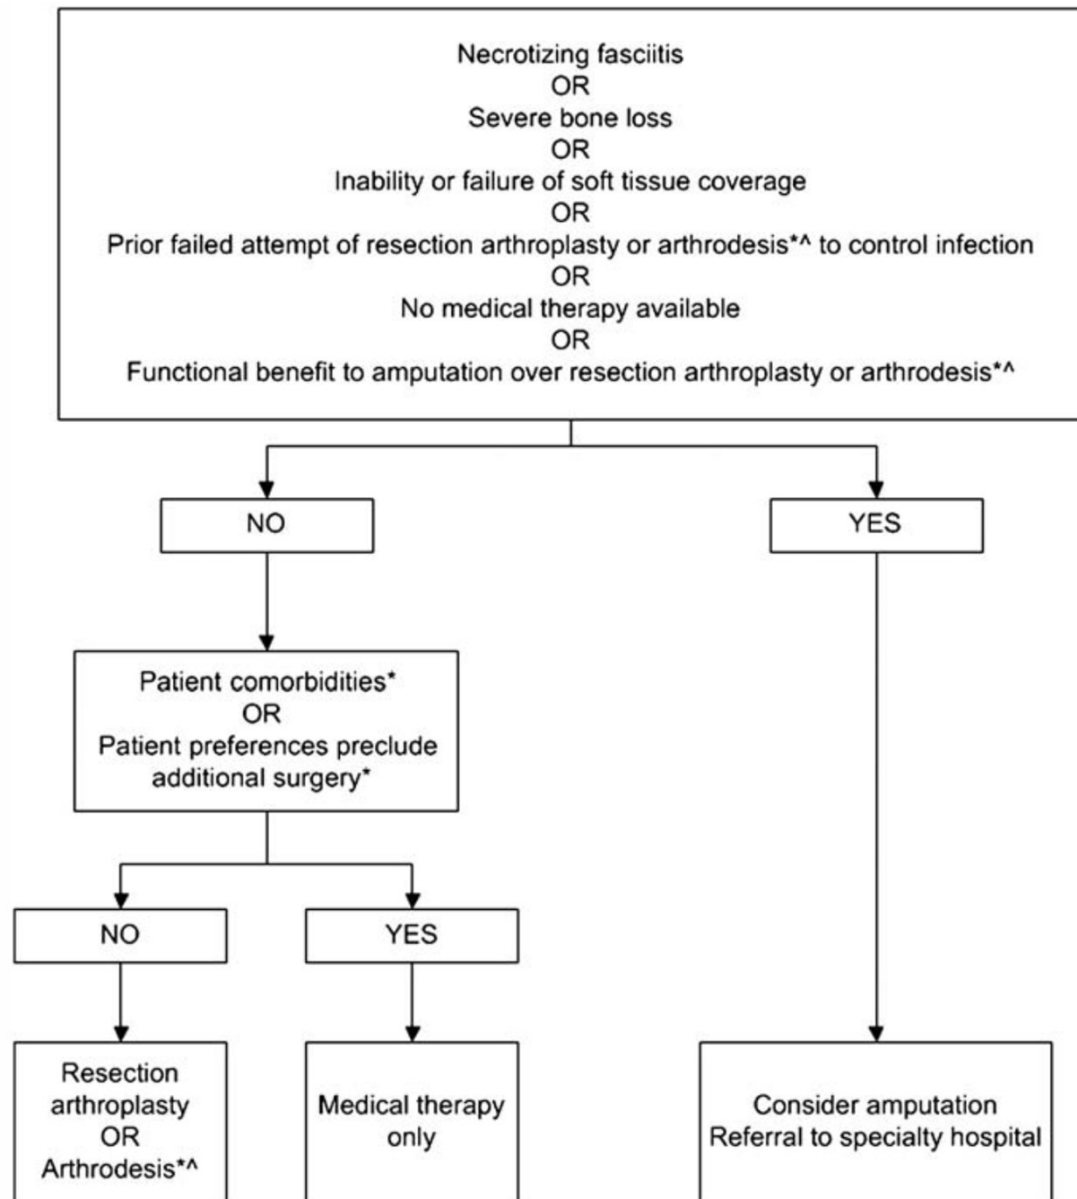 Necrotizing fasciitis
OR
Severe bone loss
OR
Inability or failure of soft tissue coverage
OR
Prior failed attempt of resection arthroplasty or arthrodesis*^ to control infection
OR
No medical therapy available
OR
Functional benefit to amputation over resection arthroplasty or arthrodesis*^
NO
YES
Patient comorbidities*
OR
Patient preferences preclude
additional surgery*
NO
YES
Resection
arthroplasty
OR
Arthrodesis*^
Medical therapy
only
Consider amputation
Referral to specialty hospital